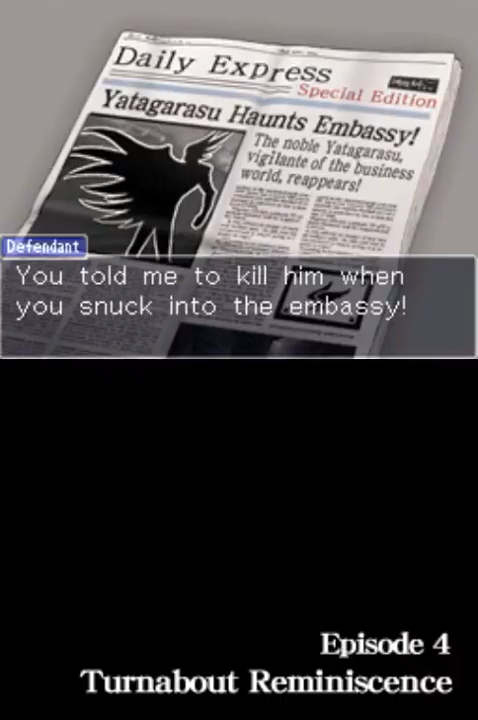 Daily Express
Special Edition
Yatagarasu Haunts Embassy!
The noble Yatagarasu,
vigilante of the business
world, reappears!
Defendant
You told me to kill him when
you snuck into the embassy!
Episode 4
Turnabout Reminiscence